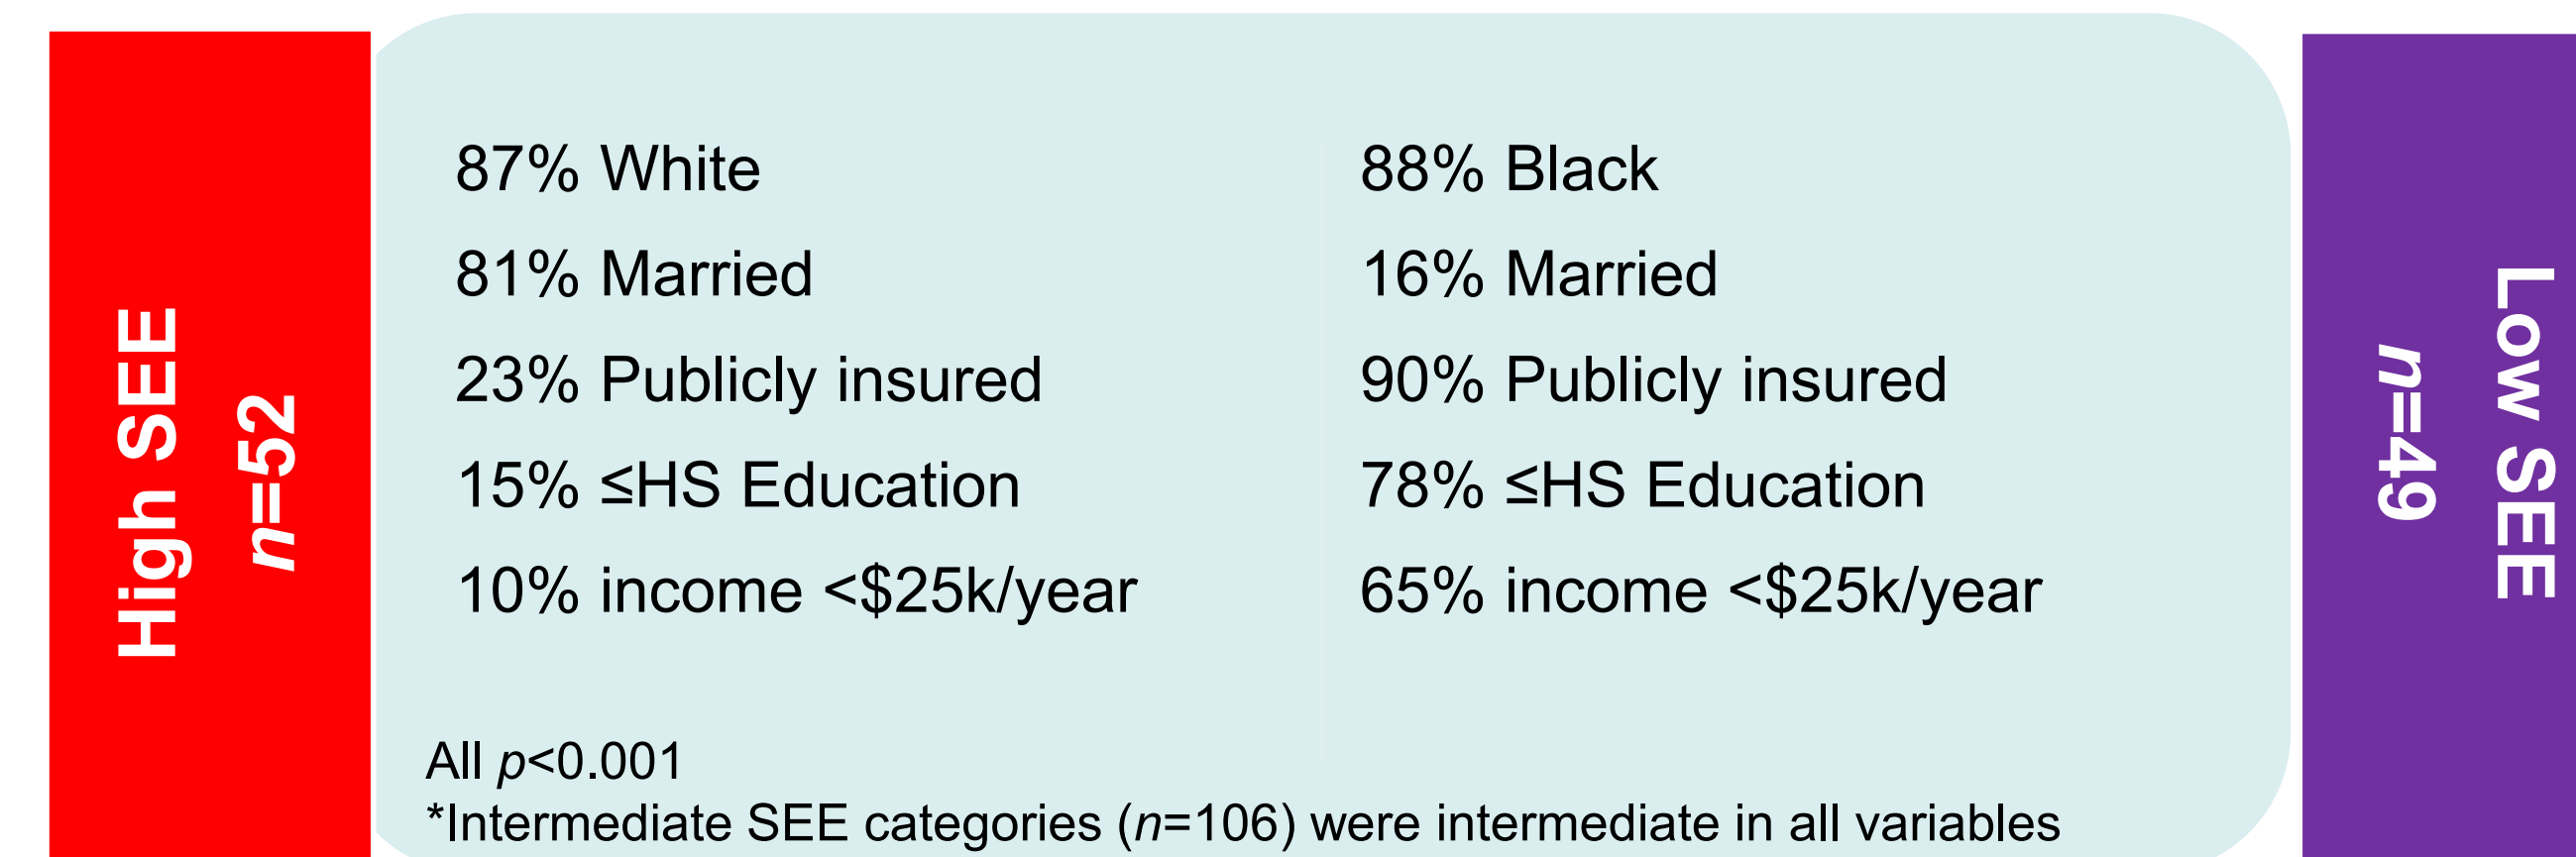 High SEE
n=52
87% White
81% Married
23% Publicly insured
15% ≤HS Education
10% income <$25k/year
88% Black
16% Married
90% Publicly insured
78% ≤HS Education
65% income <$25k/year
All p<0.001
*Intermediate SEE categories (n=106) were intermediate in all variables
Low SEE
n=49